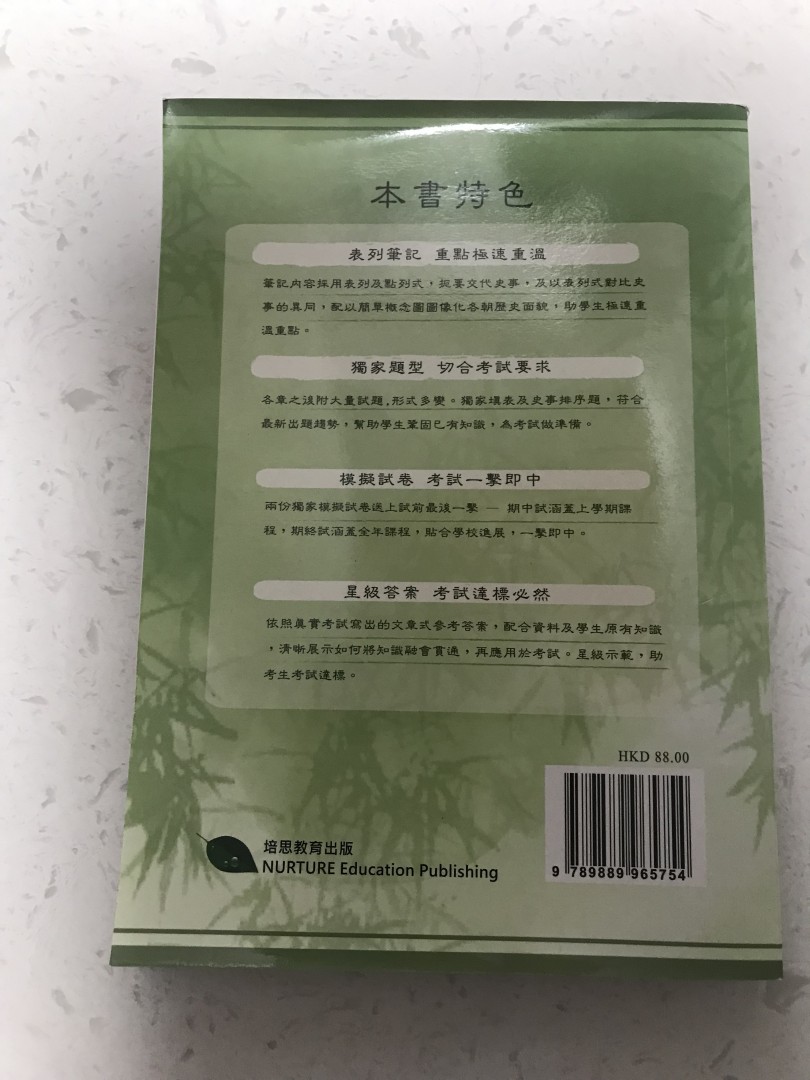 本書特色
表列筆記 重點極速重溫
筆記內容採用表列及點列式，扼要交代史事，及以表列式對比史
事的異同，配以簡單概念圖圖像化各朝歷史面貌，助學生極速重
溫重點。
獨家題型 切合考試要求
各章之後附大量試題,形式多變。獨家填表及史事排序題，符合
最新出題趨勢，幫助學生鞏固已有知識，為考試做準備。
模擬試卷 考試一擊即中
兩份獨家模擬試卷送上試前最後一擊 — 期中試涵蓋上學期課
程，期終試涵蓋全年課程，貼合學校進展，一擊即中。
星級答案 考試達標必然
依照真實考試寫出的文章式參考答案，配合資料及學生原有知識
，清晰展示如何將知識融會貫通，再應用於考試。星級示範，助
考生考試達標。
HKD 88.00
9 789889 965754
培思教育出版
NURTURE Education Publishing